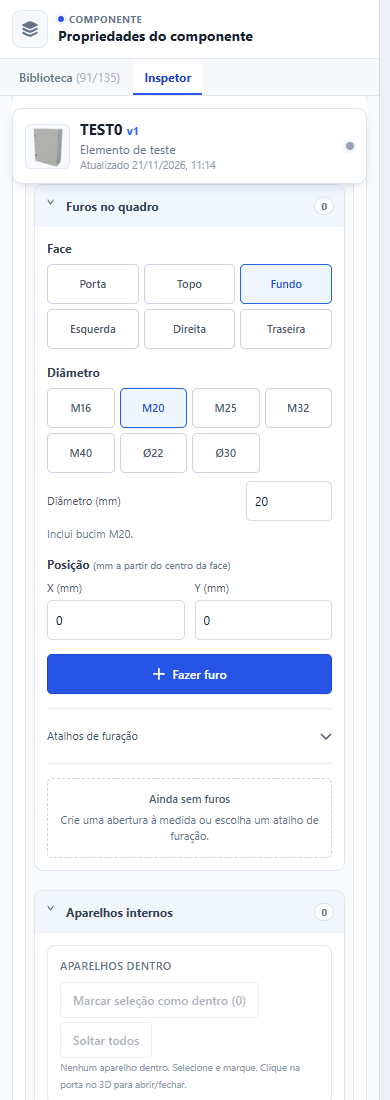 COMPONENTE
Propriedades do componente
Biblioteca (91/135)
Inspetor
TEST0 v1
Elemento de teste
Atualizado 21/11/2026, 11:14
Furos no quadro
0
Face
Porta
Topo
Fundo
Esquerda
Direita
Traseira
Diâmetro
M16
M20
M25
M32
M40
Ø22
Ø30
Diâmetro (mm)
20
Inclui bucim M20.
Posição (mm a partir do centro da face)
X (mm)
Y (mm)
0
0
Fazer furo
Atalhos de furação
Ainda sem furos
Crie uma abertura à medida ou escolha um atalho de
furação.
Aparelhos internos
0
APARELHOS DENTRO
Marcar seleção como dentro (0)
Soltar todos
Nenhum aparelho dentro. Selecione e marque. Clique na
porta no 3D para abrir/fechar.